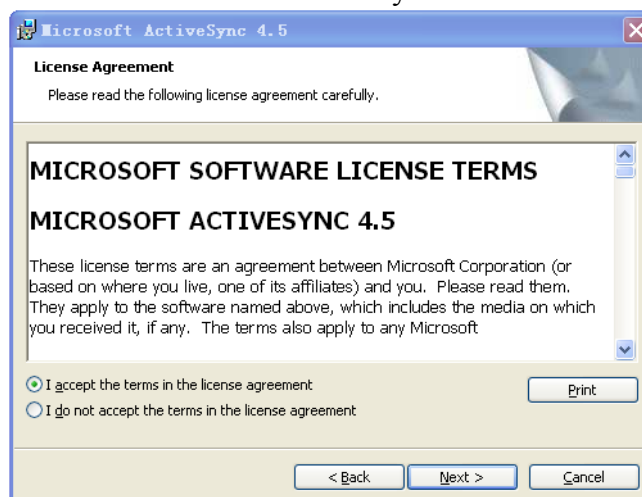 Microsoft ActiveSync 4.5
License Agreement
Please read the following license agreement carefully.
MICROSOFT SOFTWARE LICENSE TERMS
MICROSOFT ACTIVESYNC 4.5
These license terms are an agreement between Microsoft Corporation (or
based on where you live, one of its affiliates) and you.  Please read them.
They apply to the software named above, which includes the media on which
you received it, if any.  The terms also apply to any Microsoft
I accept the terms in the license agreement
Print
I do not accept the terms in the license agreement
< Back
Next >
Cancel